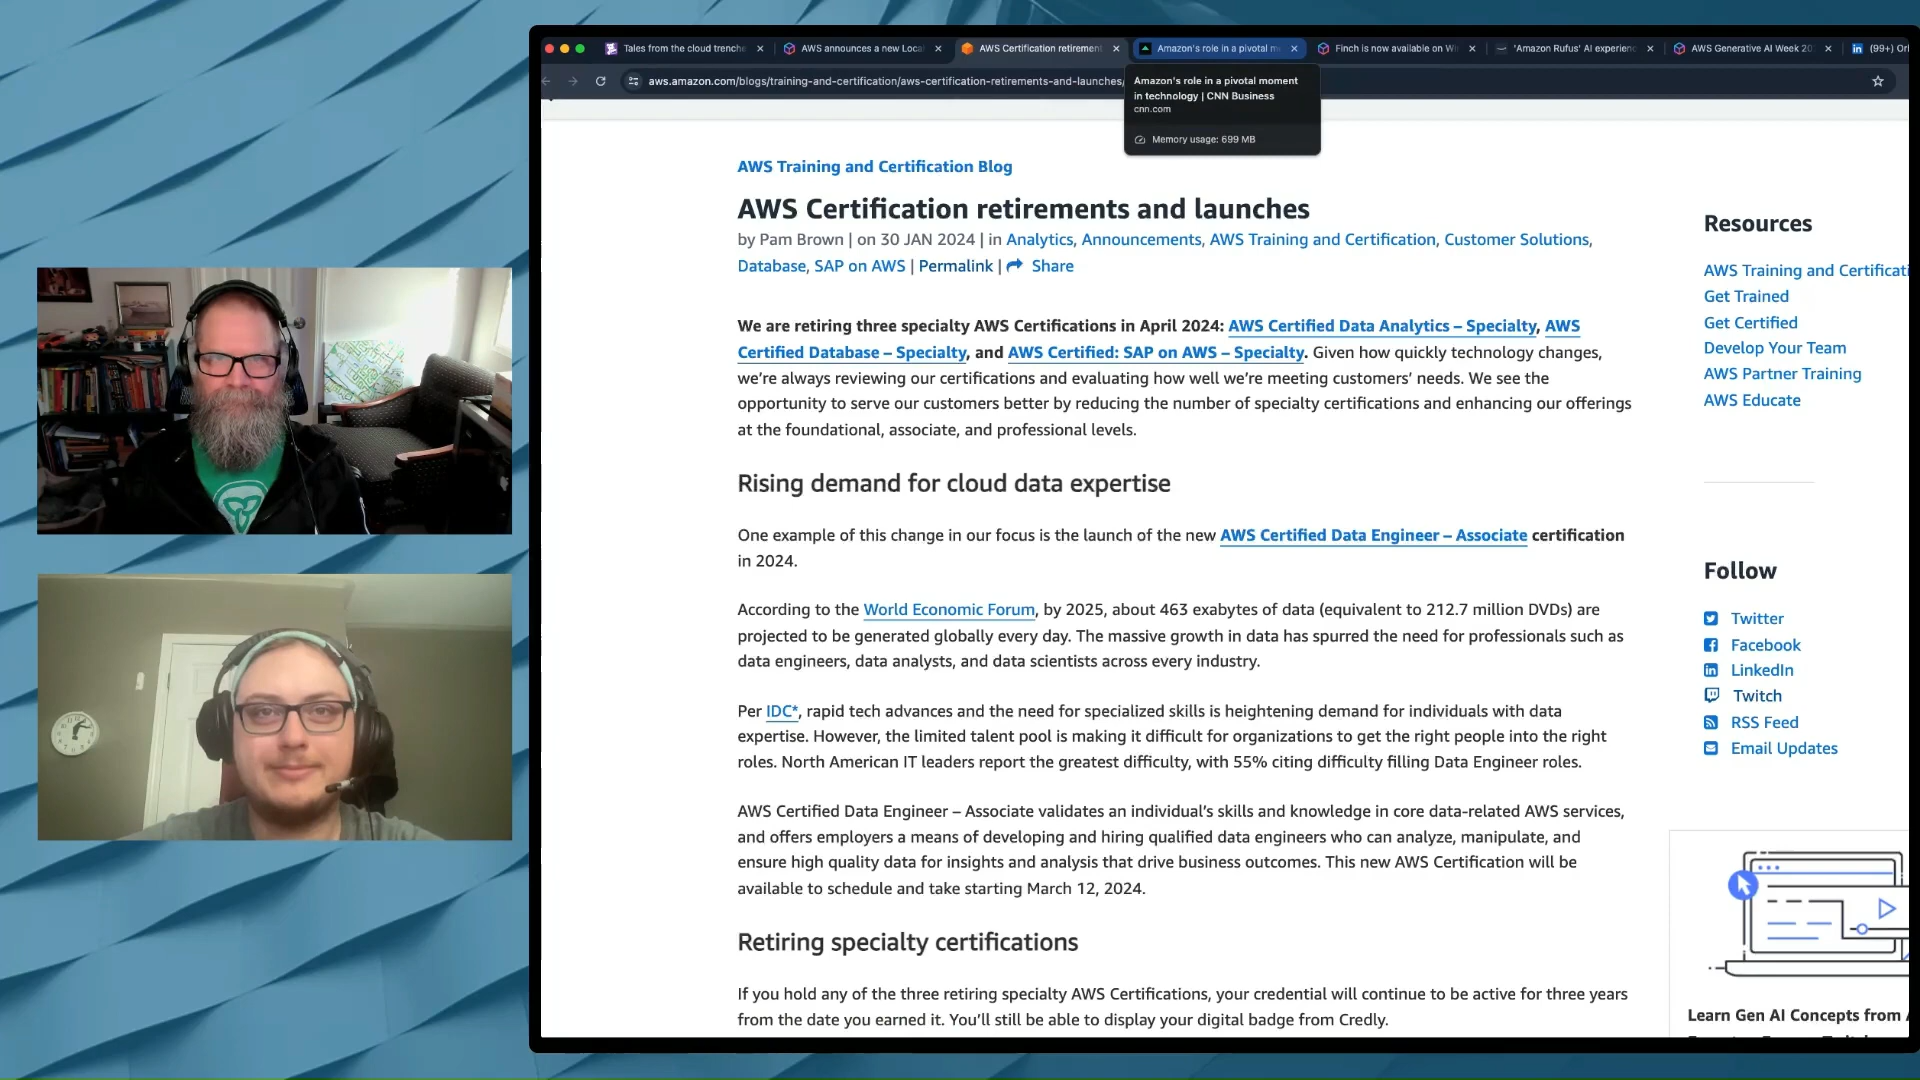 Tales from the cloud trenche
AWS announces a new Loca
AWS Certification retirement
Amazon's role in a pivotal m
Finch is now available on Wi
'Amazon Rufus' AI experienc
AWS Generative AI Week 20
(99+) Or
aws.amazon.com/blogs/training-and-certification/aws-certification-retirements-and-launches/
Amazon's role in a pivotal moment
in technology | CNN Business
cnn.com
Memory usage: 699 MB
AWS Training and Certification Blog
AWS Certification retirements and launches
by Pam Brown | on 30 JAN 2024 | in Analytics, Announcements, AWS Training and Certification, Customer Solutions,
Database, SAP on AWS | Permalink | Share
We are retiring three specialty AWS Certifications in April 2024: AWS Certified Data Analytics – Specialty, AWS
Certified Database – Specialty, and AWS Certified: SAP on AWS – Specialty. Given how quickly technology changes,
we're always reviewing our certifications and evaluating how well we're meeting customers' needs. We see the
opportunity to serve our customers better by reducing the number of specialty certifications and enhancing our offerings
at the foundational, associate, and professional levels.
Rising demand for cloud data expertise
One example of this change in our focus is the launch of the new AWS Certified Data Engineer – Associate certification
in 2024.
According to the World Economic Forum, by 2025, about 463 exabytes of data (equivalent to 212.7 million DVDs) are
projected to be generated globally every day. The massive growth in data has spurred the need for professionals such as
data engineers, data analysts, and data scientists across every industry.
Per IDC*, rapid tech advances and the need for specialized skills is heightening demand for individuals with data
expertise. However, the limited talent pool is making it difficult for organizations to get the right people into the right
roles. North American IT leaders report the greatest difficulty, with 55% citing difficulty filling Data Engineer roles.
AWS Certified Data Engineer – Associate validates an individual's skills and knowledge in core data-related AWS services,
and offers employers a means of developing and hiring qualified data engineers who can analyze, manipulate, and
ensure high quality data for insights and analysis that drive business outcomes. This new AWS Certification will be
available to schedule and take starting March 12, 2024.
Retiring specialty certifications
If you hold any of the three retiring specialty AWS Certifications, your credential will continue to be active for three years
from the date you earned it. You'll still be able to display your digital badge from Credly.
Resources
AWS Training and Certificati
Get Trained
Get Certified
Develop Your Team
AWS Partner Training
AWS Educate
Follow
Twitter
Facebook
LinkedIn
Twitch
RSS Feed
Email Updates
Learn Gen AI Concepts from